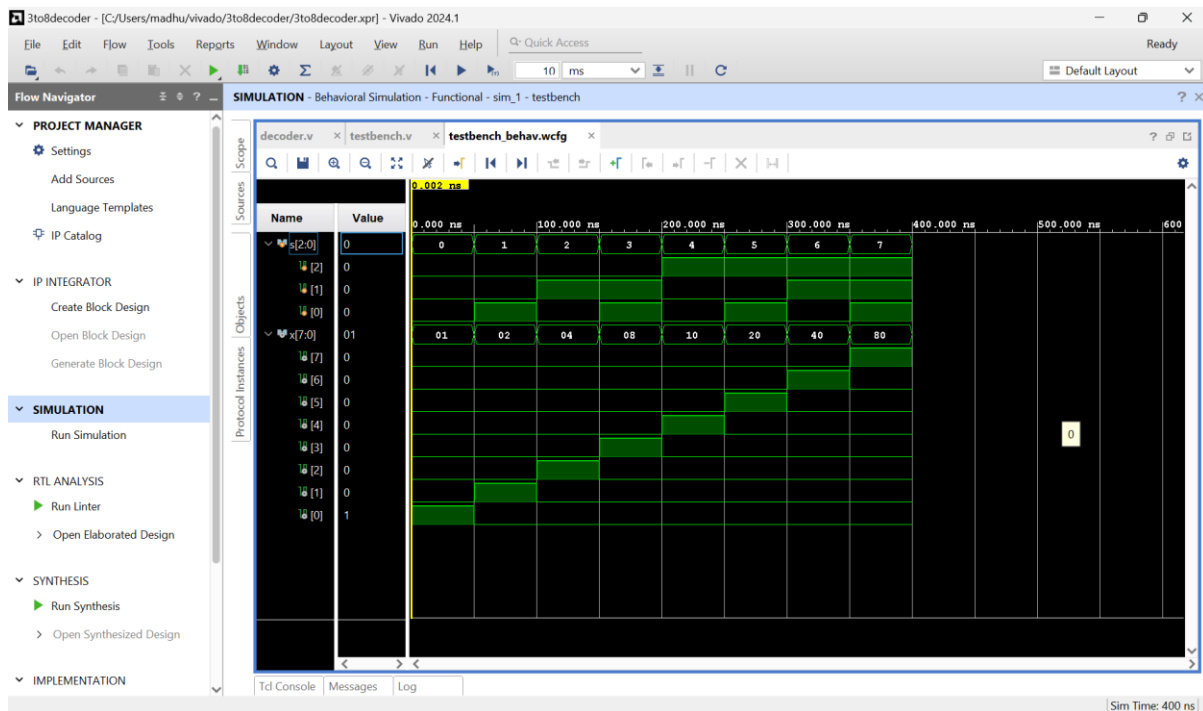 3to8decoder - [C:/Users/madhu/vivado/3to8decoder/3to8decoder.xpr] - Vivado 2024.1
File Edit Flow Tools Reports Window Layout View Run Help Q- Quick Access Ready
10 ms Default Layout
Flow Navigator
SIMULATION - Behavioral Simulation - Functional - sim_1 - testbench
PROJECT MANAGER
Settings
Add Sources
Language Templates
IP Catalog
IP INTEGRATOR
Create Block Design
Open Block Design
Generate Block Design
SIMULATION
Run Simulation
RTL ANALYSIS
Run Linter
Open Elaborated Design
SYNTHESIS
Run Synthesis
Open Synthesized Design
IMPLEMENTATION
Scope
Sources
Objects
Protocol Instances
decoder.v testbench.v testbench_behav.wcfg
0.002 ns
Name Value 0.000 ns 100.000 ns 200.000 ns 300.000 ns 400.000 ns 500.000 ns 600
s[2:0] 0 0 1 2 3 4 5 6 7
[2] 0
[1] 0
[0] 0
x[7:0] 01 01 02 04 08 10 20 40 80
[7] 0
[6] 0
[5] 0
[4] 0
[3] 0
[2] 0
[1] 0
[0] 1
0
Tcl Console Messages Log
Sim Time: 400 ns